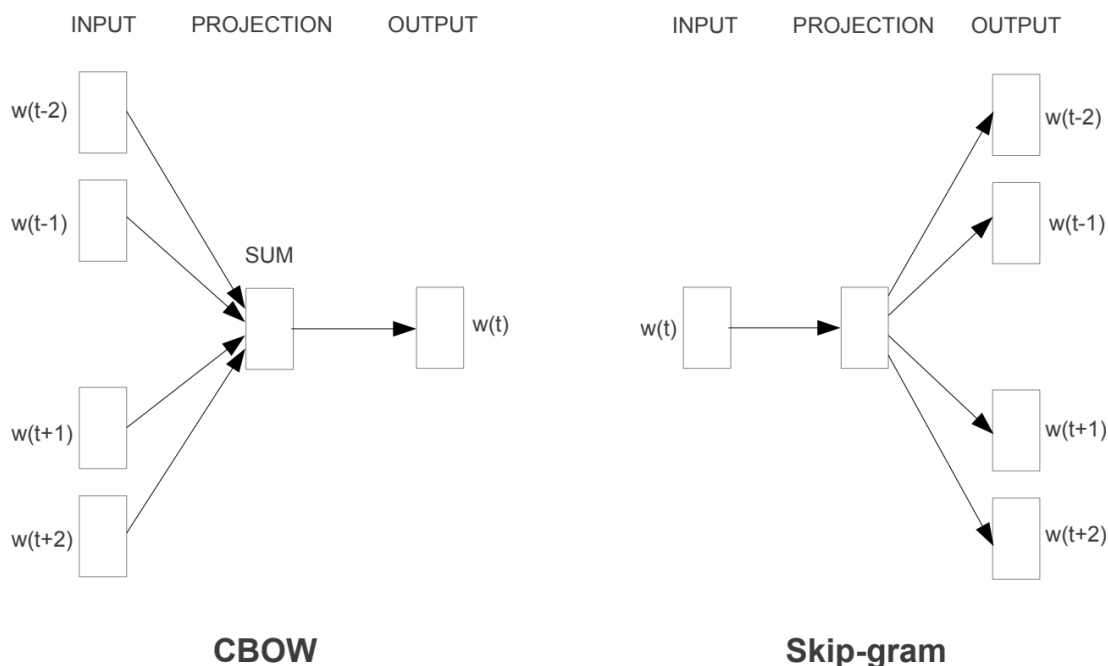 INPUT PROJECTION OUTPUT
w(t-2)
w(t-1)
SUM
w(t)
w(t+1)
w(t+2)
CBOW
INPUT PROJECTION OUTPUT
w(t-2)
w(t-1)
w(t)
w(t+1)
w(t+2)
Skip-gram